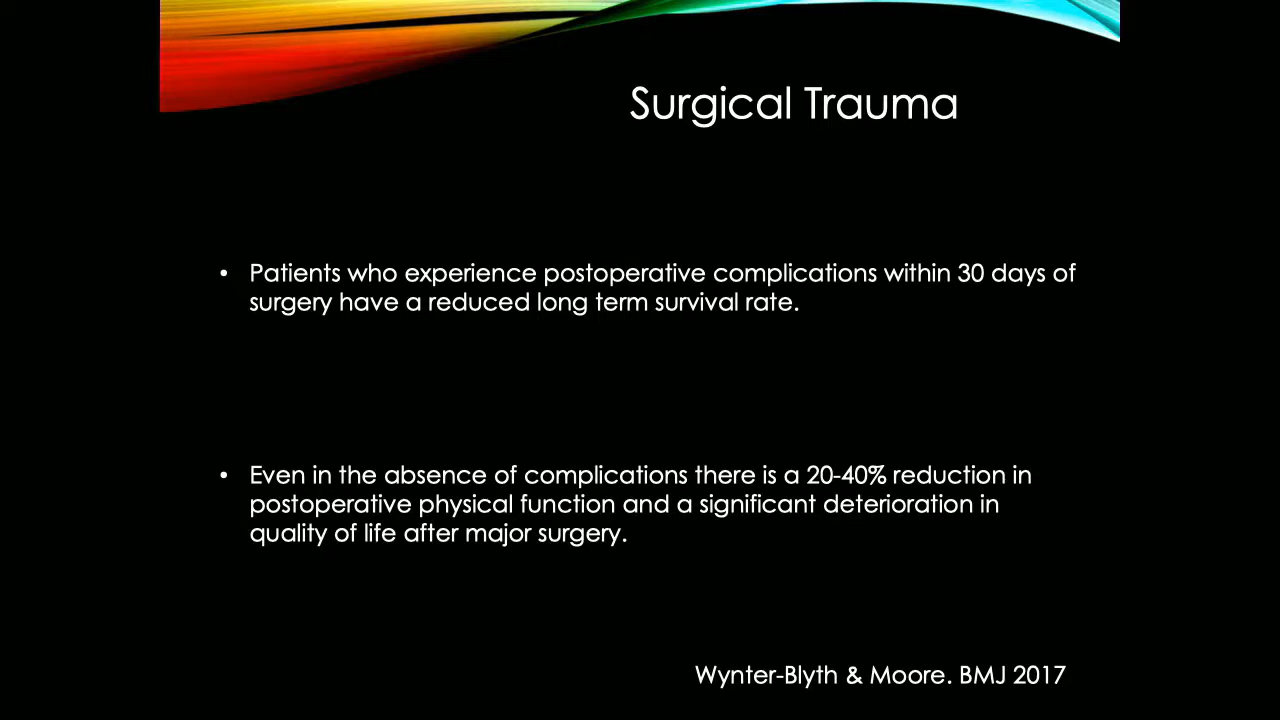 Surgical Trauma
• Patients who experience postoperative complications within 30 days of
surgery have a reduced long term survival rate.
• Even in the absence of complications there is a 20-40% reduction in
postoperative physical function and a significant deterioration in
quality of life after major surgery.
Wynter-Blyth & Moore. BMJ 2017